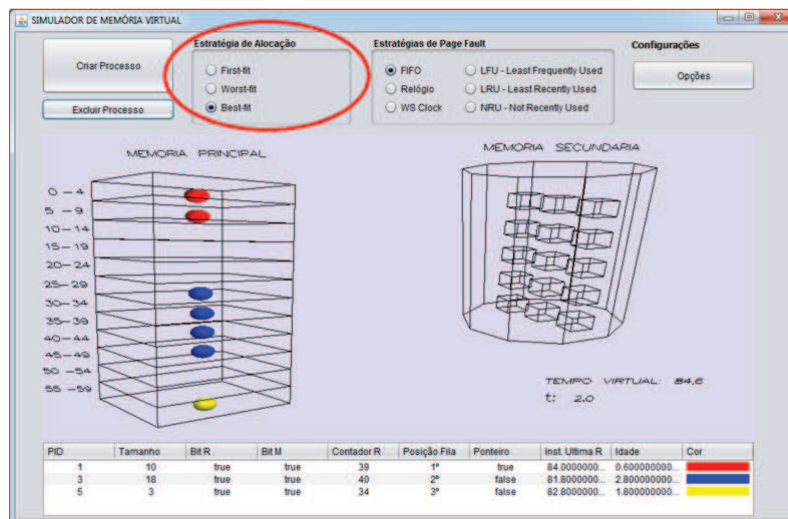 SIMULADOR DE MEMÓRIA VIRTUAL
Criar Processo
Excluir Processo
Estratégia de Alocação
First-fit
Worst-fit
Best-fit
Estratégias de Page Fault
FIFO
LFU - Least Frequently Used
Relógio
LRU - Least Recently Used
WS Clock
NRU - Not Recently Used
Configurações
Opções
MEMORIA PRINCIPAL
MEMORIA SECUNDARIA
0 - 4
5 - 9
10-14
15-19
20-24
25-29
30-34
35-39
40-44
45-49
50 -54
55 -59
TEMPO VIRTUAL: 84,6
t: 2.0
PID Tamanho Bit R Bit M Contador R Posição Fila Ponteiro Inst. Ultima R Idade Cor
1 10 true true 39 1º true 84.0000000... 0.600000000...
3 18 true true 40 2º false 81.8000000... 2.800000000...
5 3 true true 34 3º false 82.8000000... 1.800000000...